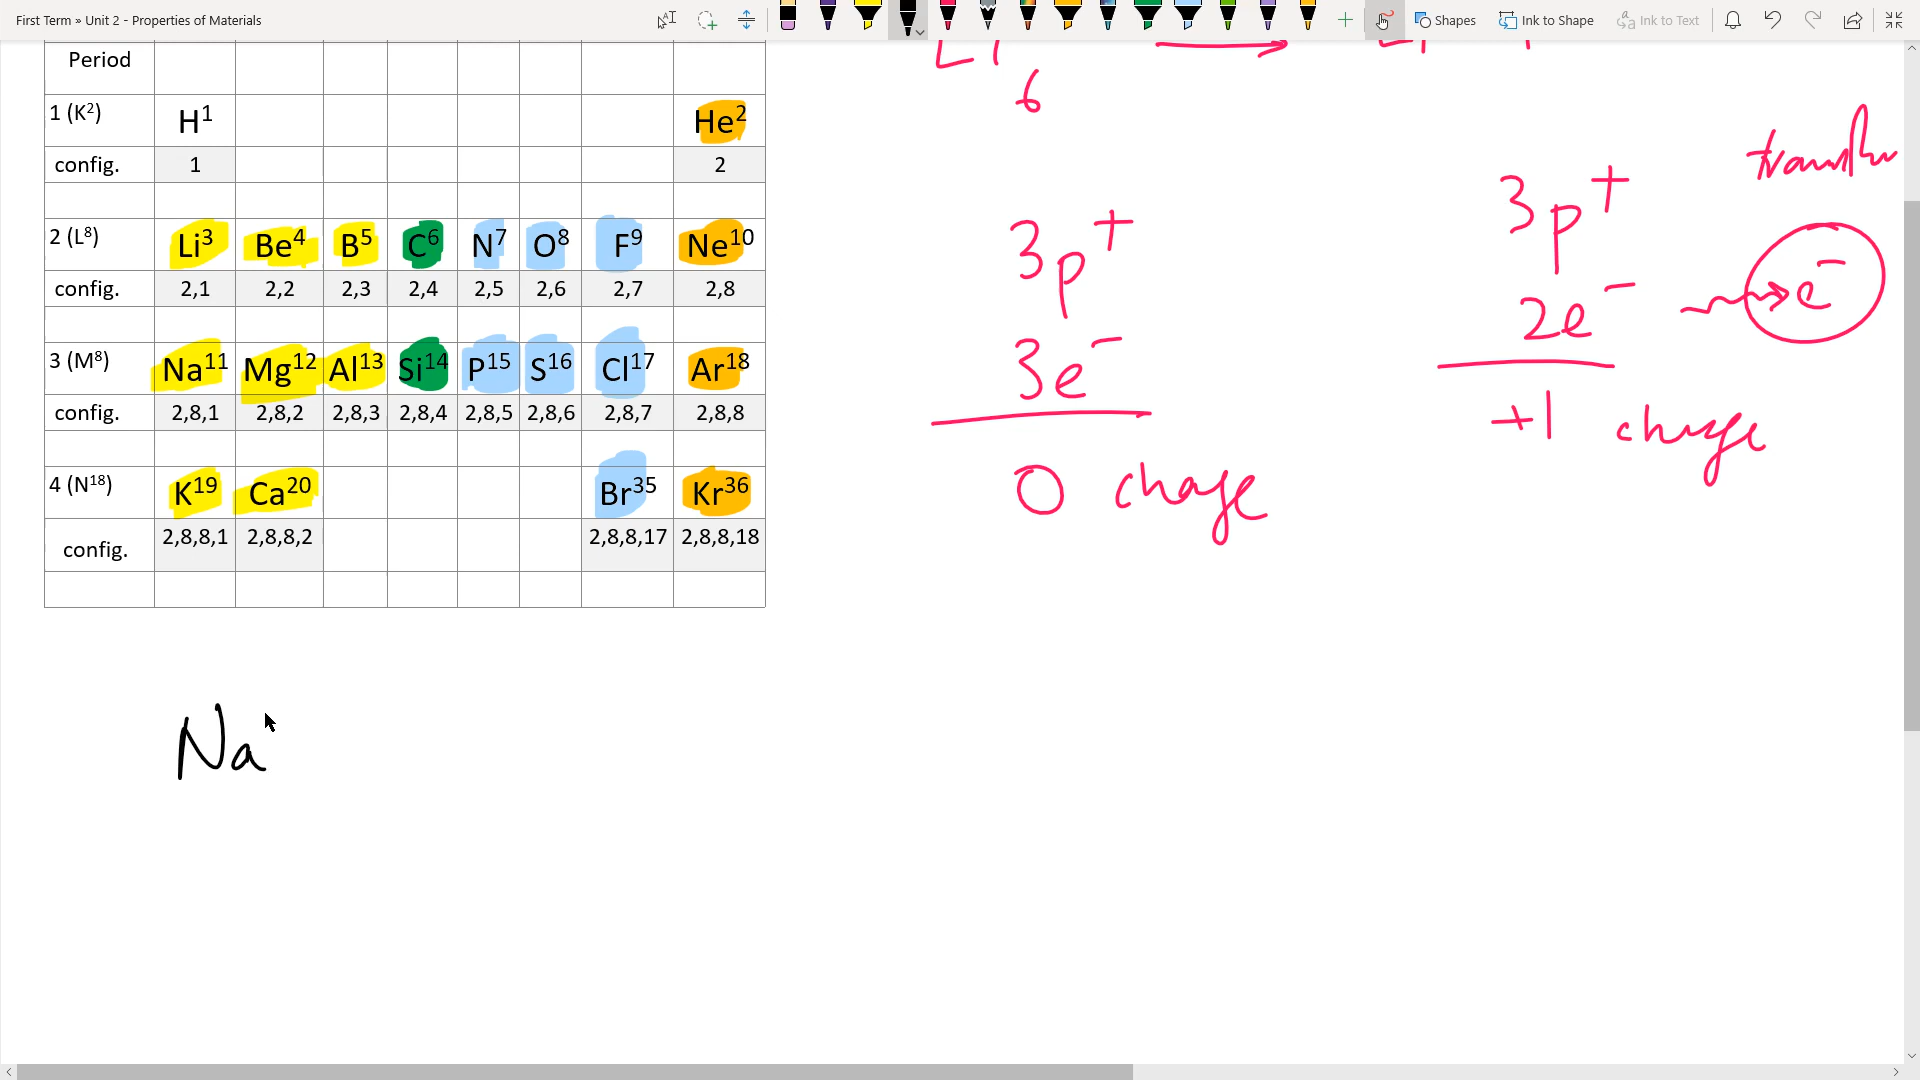 First Term » Unit 2 - Properties of Materials
Shapes
Ink to Shape
Ink to Text
Period
1 (K²) H¹ He²
config. 1 2
2 (L⁸) Li³ Be⁴ B⁵ C⁶ N⁷ O⁸ F⁹ Ne¹⁰
config. 2,1 2,2 2,3 2,4 2,5 2,6 2,7 2,8
3 (M⁸) Na¹¹ Mg¹² Al¹³ Si¹⁴ P¹⁵ S¹⁶ Cl¹⁷ Ar¹⁸
config. 2,8,1 2,8,2 2,8,3 2,8,4 2,8,5 2,8,6 2,8,7 2,8,8
4 (N¹⁸) K¹⁹ Ca²⁰ Br³⁵ Kr³⁶
config. 2,8,8,1 2,8,8,2 2,8,8,17 2,8,8,18
Na
Li
6
3p⁺
3e⁻
0 charge
3p⁺
2e⁻
+1 charge
transfer
e⁻